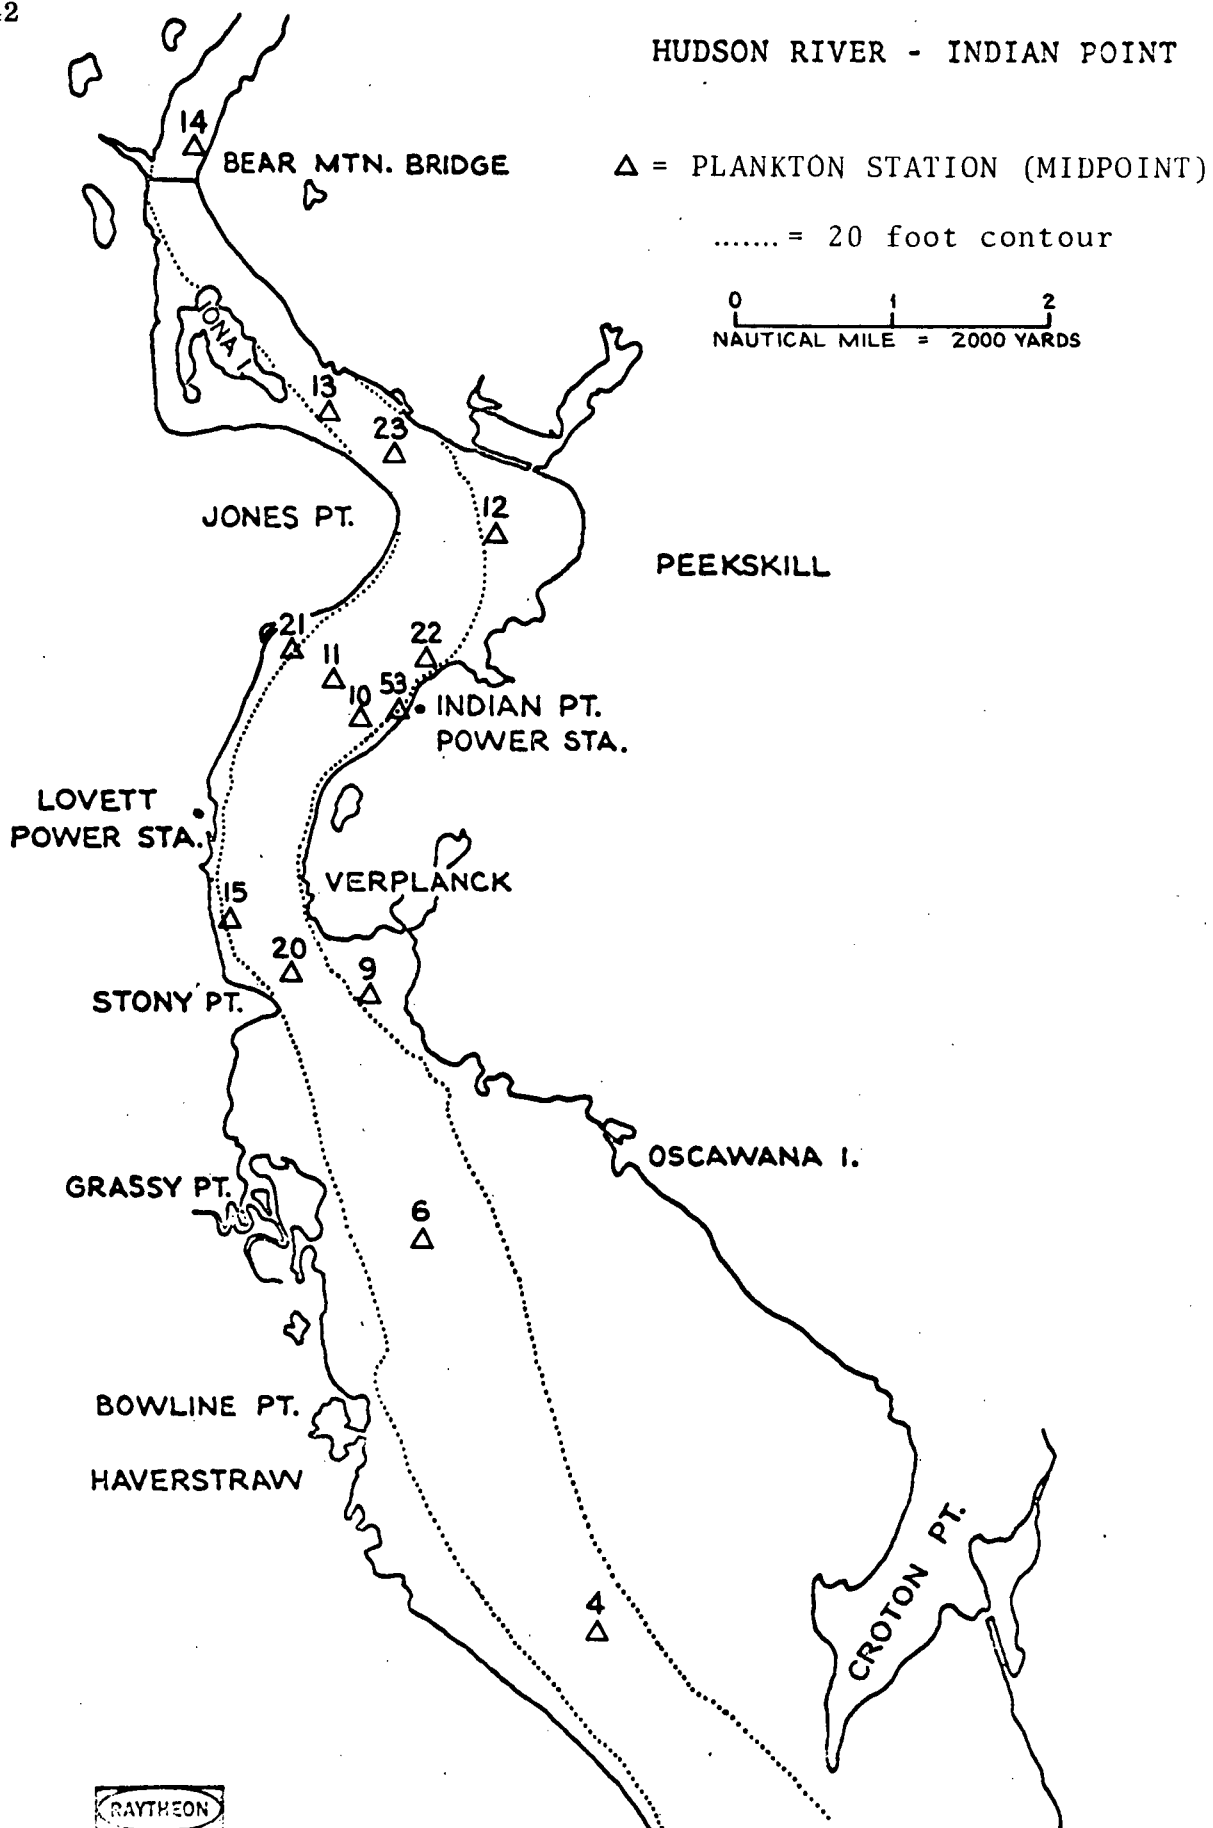 HUDSON RIVER - INDIAN POINT
14
BEAR MTN. BRIDGE
△ = PLANKTON STATION (MIDPOINT)
....... = 20 foot contour
0 1 2
NAUTICAL MILE = 2000 YARDS
IONA I
13
23
12
JONES PT.
PEEKSKILL
21
22
11
10
53
INDIAN PT.
POWER STA.
LOVETT
POWER STA.
VERPLANCK
15
20
9
STONY PT.
OSCAWANA I.
GRASSY PT.
6
BOWLINE PT.
HAVERSTRAW
CROTON PT.
4
RAYTHEON